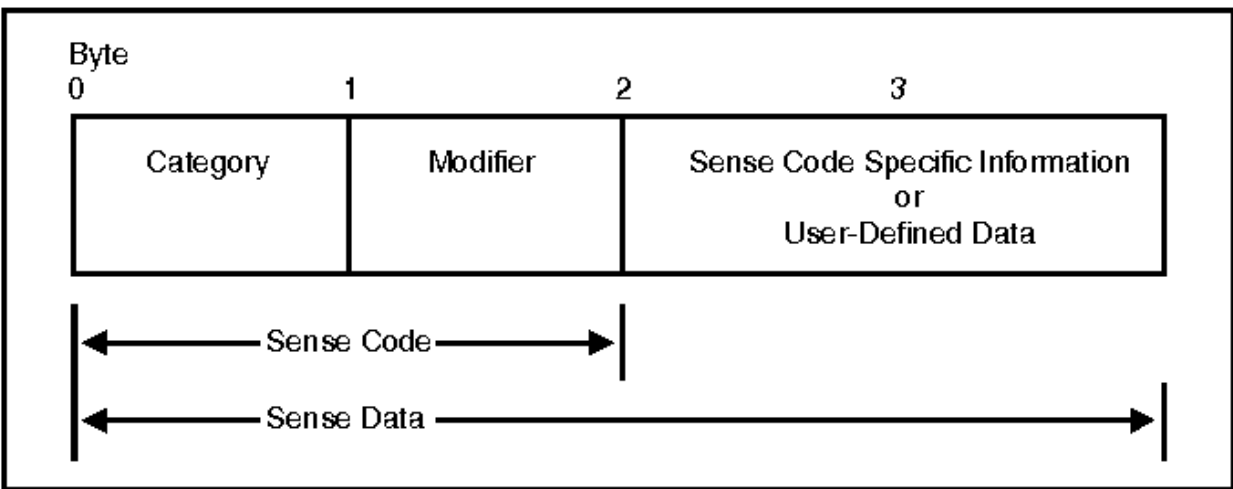 Byte
0 1 2 3
Category Modifier Sense Code Specific Information
or
User-Defined Data
Sense Code
Sense Data